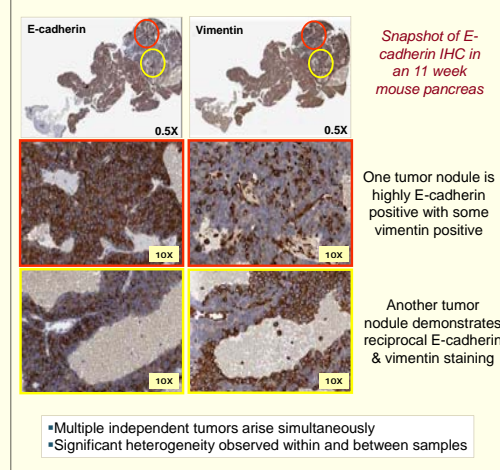 E-cadherin
Vimentin
0.5X
0.5X
Snapshot of E-
cadherin IHC in
an 11 week
mouse pancreas
10X
10X
One tumor nodule is
highly E-cadherin
positive with some
vimentin positive
10X
10X
Another tumor
nodule demonstrates
reciprocal E-cadherin
& vimentin staining
▪Multiple independent tumors arise simultaneously
▪Significant heterogeneity observed within and between samples